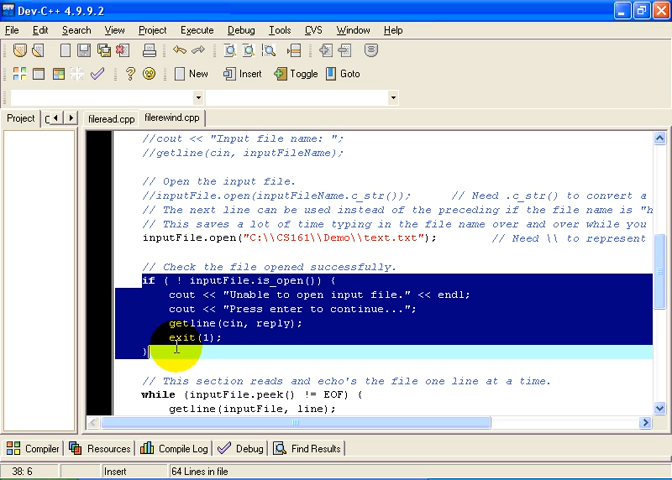 Dev-C++ 4.9.9.2
File Edit Search View Project Execute Debug Tools CVS Window Help
New Insert Toggle Goto
Project fileread.cpp filerewind.cpp
//cout << "Input file name: ";
//getline(cin, inputFileName);
// Open the input file.
//inputFile.open(inputFileName.c_str()); // Need .c_str() to convert a
// The next line can be used instead of the preceding if the file name is "h
// This saves a lot of time typing in the file name over and over while you
inputFile.open("C:\\CS161\\Demo\\text.txt"); // Need \\ to represent
// Check the file opened successfully.
if ( ! inputFile.is_open()) {
cout << "Unable to open input file." << endl;
cout << "Press enter to continue...";
getline(cin, reply);
exit(1);
}
// This section reads and echo's the file one line at a time.
while (inputFile.peek() != EOF) {
getline(inputFile, line);
Compiler Resources Compile Log Debug Find Results
38: 6 Insert 64 Lines in file